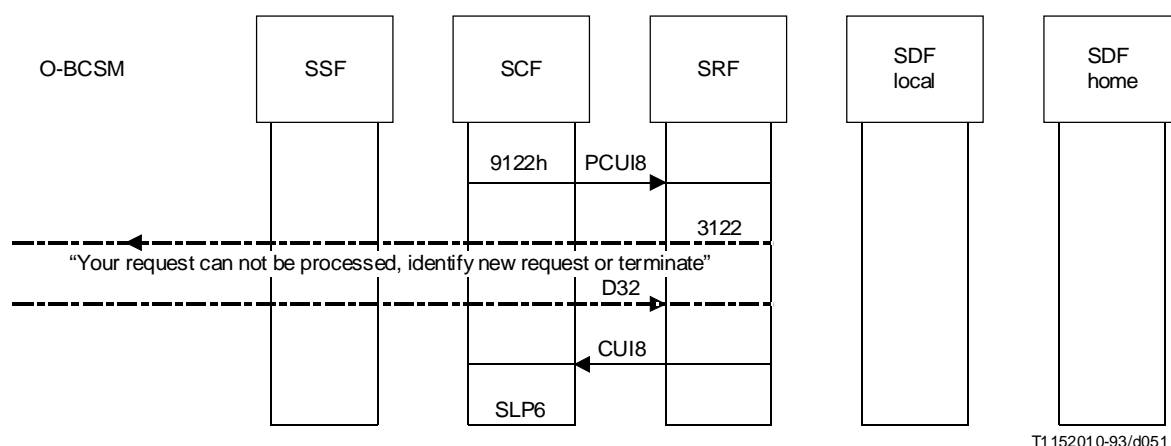 O-BCSM
SSF
SCF
SRF
SDF
local
SDF
home
9122h
PCUI8
3122
“Your request can not be processed, identify new request or terminate”
D32
CUI8
SLP6
T1152010-93/d051